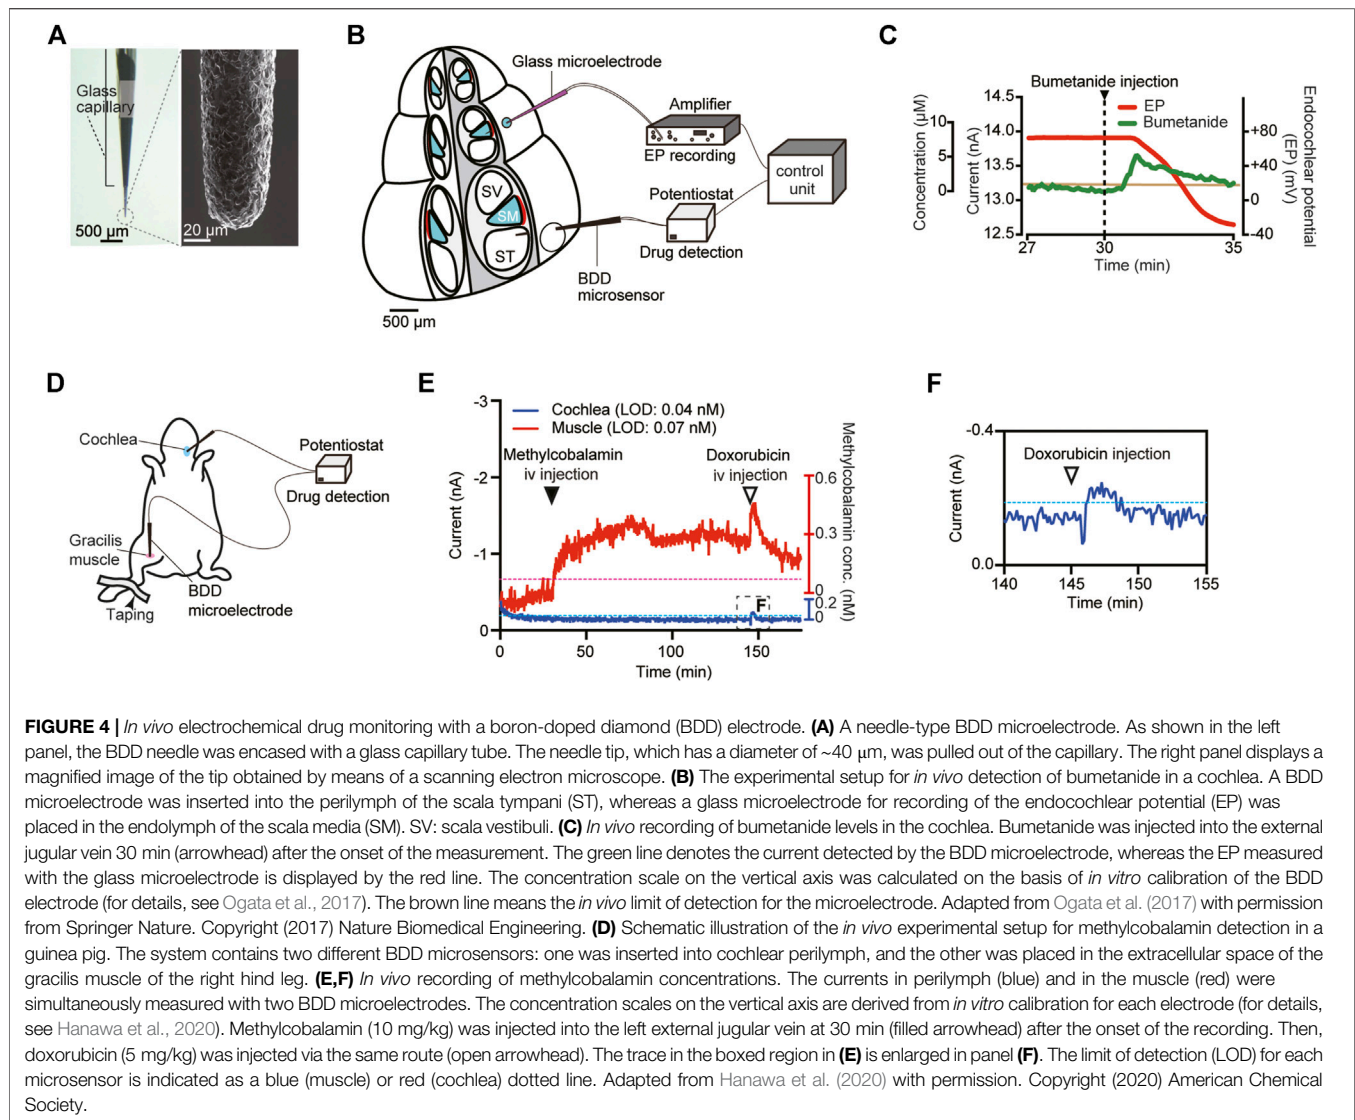 A
Glass
capillary
500 µm
20 µm
B
Glass microelectrode
Amplifier
EP recording
control
unit
Potentiostat
Drug detection
SV
SM
ST
BDD
microsensor
500 µm
C
Bumetanide injection
EP
Bumetanide
Concentration (µM)
10
5
0
Current (nA)
14.5
14.0
13.5
13.0
12.5
+80
+40
0
-40
Endocochlear potential
(EP) (mV)
27
30
35
Time (min)
D
Cochlea
Potentiostat
Drug detection
Gracilis
muscle
BDD
microelectrode
Taping
E
Cochlea (LOD: 0.04 nM)
Muscle (LOD: 0.07 nM)
Methylcobalamin
iv injection
Doxorubicin
iv injection
Current (nA)
-3
-2
-1
0
0.6
0.3
0
0.2
0
Methylcobalamin conc. (nM)
F
0
50
100
150
Time (min)
F
Doxorubicin injection
Current (nA)
-0.4
0.0
140
145
150
155
Time (min)
FIGURE 4 | In vivo electrochemical drug monitoring with a boron-doped diamond (BDD) electrode. (A) A needle-type BDD microelectrode. As shown in the left
panel, the BDD needle was encased with a glass capillary tube. The needle tip, which has a diameter of ~40 µm, was pulled out of the capillary. The right panel displays a
magnified image of the tip obtained by means of a scanning electron microscope. (B) The experimental setup for in vivo detection of bumetanide in a cochlea. A BDD
microelectrode was inserted into the perilymph of the scala tympani (ST), whereas a glass microelectrode for recording of the endocochlear potential (EP) was
placed in the endolymph of the scala media (SM). SV: scala vestibuli. (C) In vivo recording of bumetanide levels in the cochlea. Bumetanide was injected into the external
jugular vein 30 min (arrowhead) after the onset of the measurement. The green line denotes the current detected by the BDD microelectrode, whereas the EP measured
with the glass microelectrode is displayed by the red line. The concentration scale on the vertical axis was calculated on the basis of in vitro calibration of the BDD
electrode (for details, see Ogata et al., 2017). The brown line means the in vivo limit of detection for the microelectrode. Adapted from Ogata et al. (2017) with permission
from Springer Nature. Copyright (2017) Nature Biomedical Engineering. (D) Schematic illustration of the in vivo experimental setup for methylcobalamin detection in a
guinea pig. The system contains two different BDD microsensors: one was inserted into cochlear perilymph, and the other was placed in the extracellular space of the
gracilis muscle of the right hind leg. (E,F) In vivo recording of methylcobalamin concentrations. The currents in perilymph (blue) and in the muscle (red) were
simultaneously measured with two BDD microelectrodes. The concentration scales on the vertical axis are derived from in vitro calibration for each electrode (for details,
see Hanawa et al., 2020). Methylcobalamin (10 mg/kg) was injected into the left external jugular vein at 30 min (filled arrowhead) after the onset of the recording. Then,
doxorubicin (5 mg/kg) was injected via the same route (open arrowhead). The trace in the boxed region in (E) is enlarged in panel (F). The limit of detection (LOD) for each
microsensor is indicated as a blue (muscle) or red (cochlea) dotted line. Adapted from Hanawa et al. (2020) with permission. Copyright (2020) American Chemical
Society.